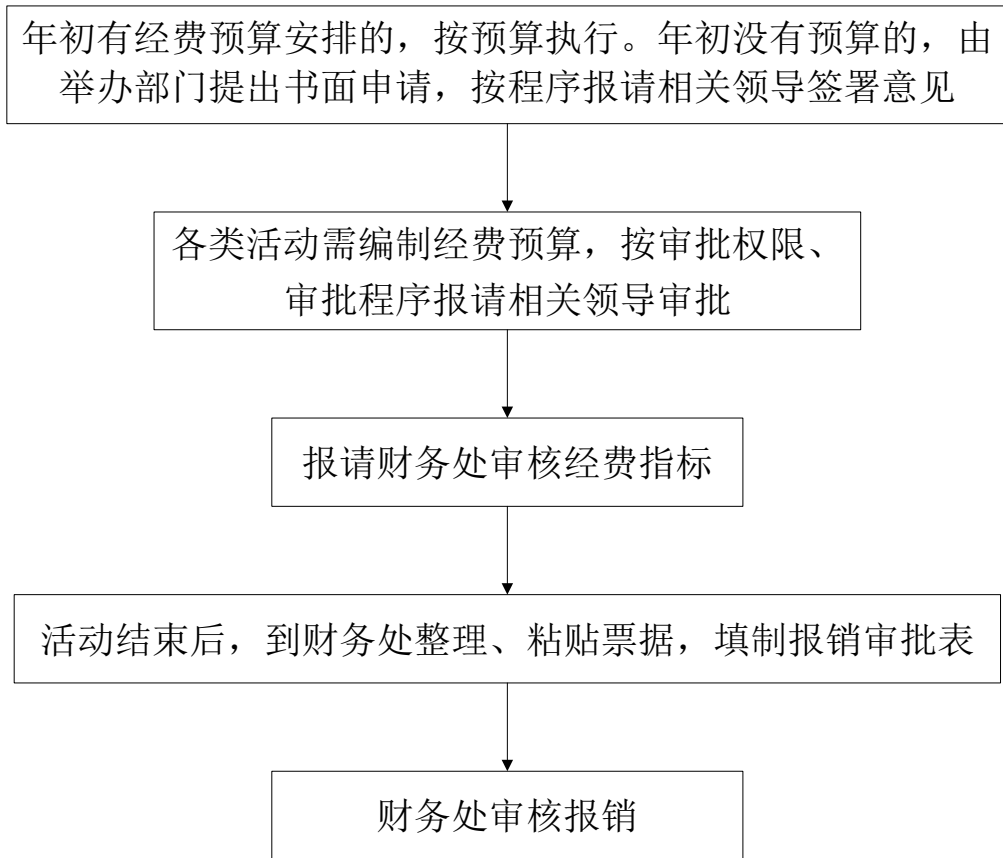 年初有经费预算安排的，按预算执行。年初没有预算的，由
举办部门提出书面申请，按程序报请相关领导签署意见
各类活动需编制经费预算，按审批权限、
审批程序报请相关领导审批
报请财务处审核经费指标
活动结束后，到财务处整理、粘贴票据，填制报销审批表
财务处审核报销